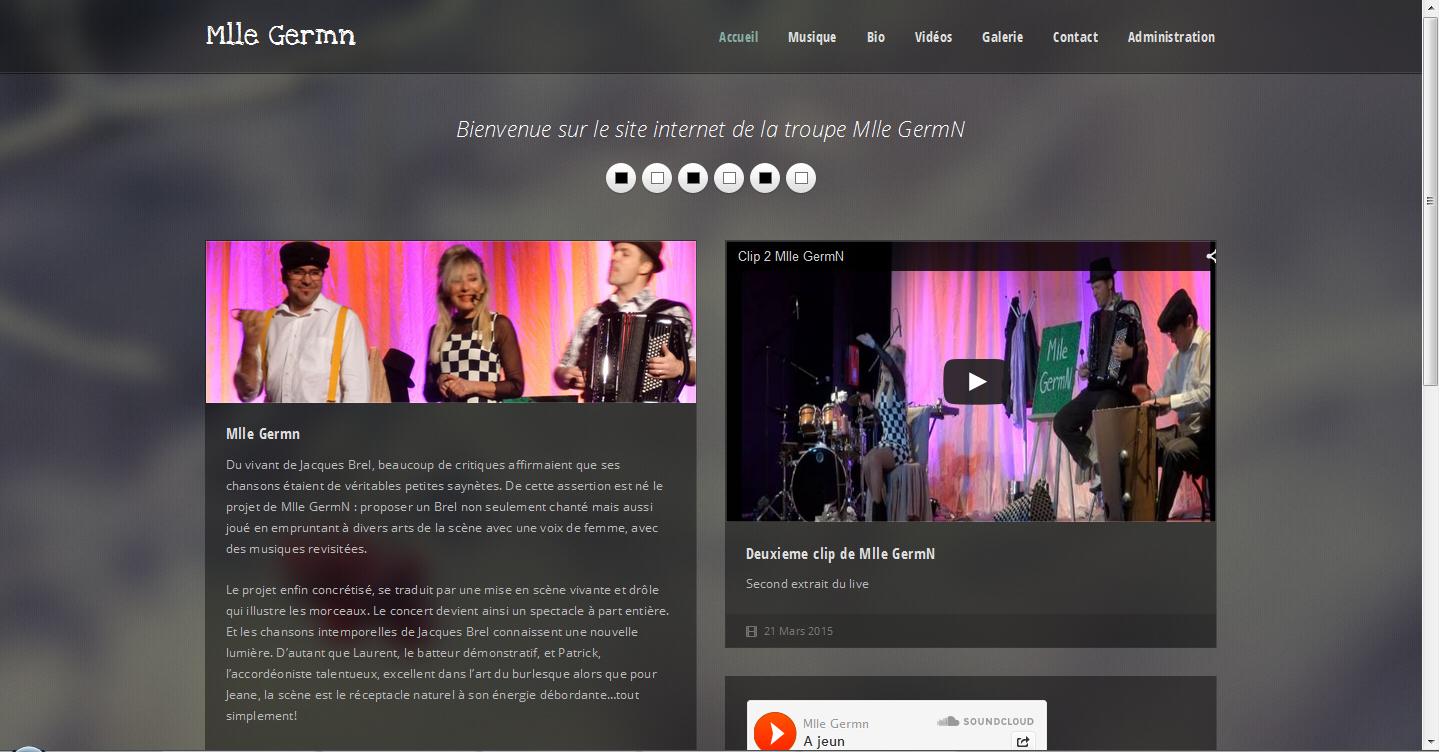 Mlle Germn
Accueil Musique Bio Vidéos Galerie Contact Administration
Bienvenue sur le site internet de la troupe Mlle GermN
Mlle Germn
Du vivant de Jacques Brel, beaucoup de critiques affirmaient que ses
chansons étaient de véritables petites saynètes. De cette assertion est né le
projet de Mlle GermN : proposer un Brel non seulement chanté mais aussi
joué en empruntant à divers arts de la scène avec une voix de femme, avec
des musiques revisitées.
Le projet enfin concrétisé, se traduit par une mise en scène vivante et drôle
qui illustre les morceaux. Le concert devient ainsi un spectacle à part entière.
Et les chansons intemporelles de Jacques Brel connaissent une nouvelle
lumière. D'autant que Laurent, le batteur démonstratif, et Patrick,
l'accordéoniste talentueux, excellent dans l'art du burlesque alors que pour
Jeane, la scène est le réceptacle naturel à son énergie débordante...tout
simplement!
Clip 2 Mlle GermN
Mlle
GermN
Deuxieme clip de Mlle GermN
Second extrait du live
21 Mars 2015
Mlle Germn
SOUNDCLOUD
A jeun